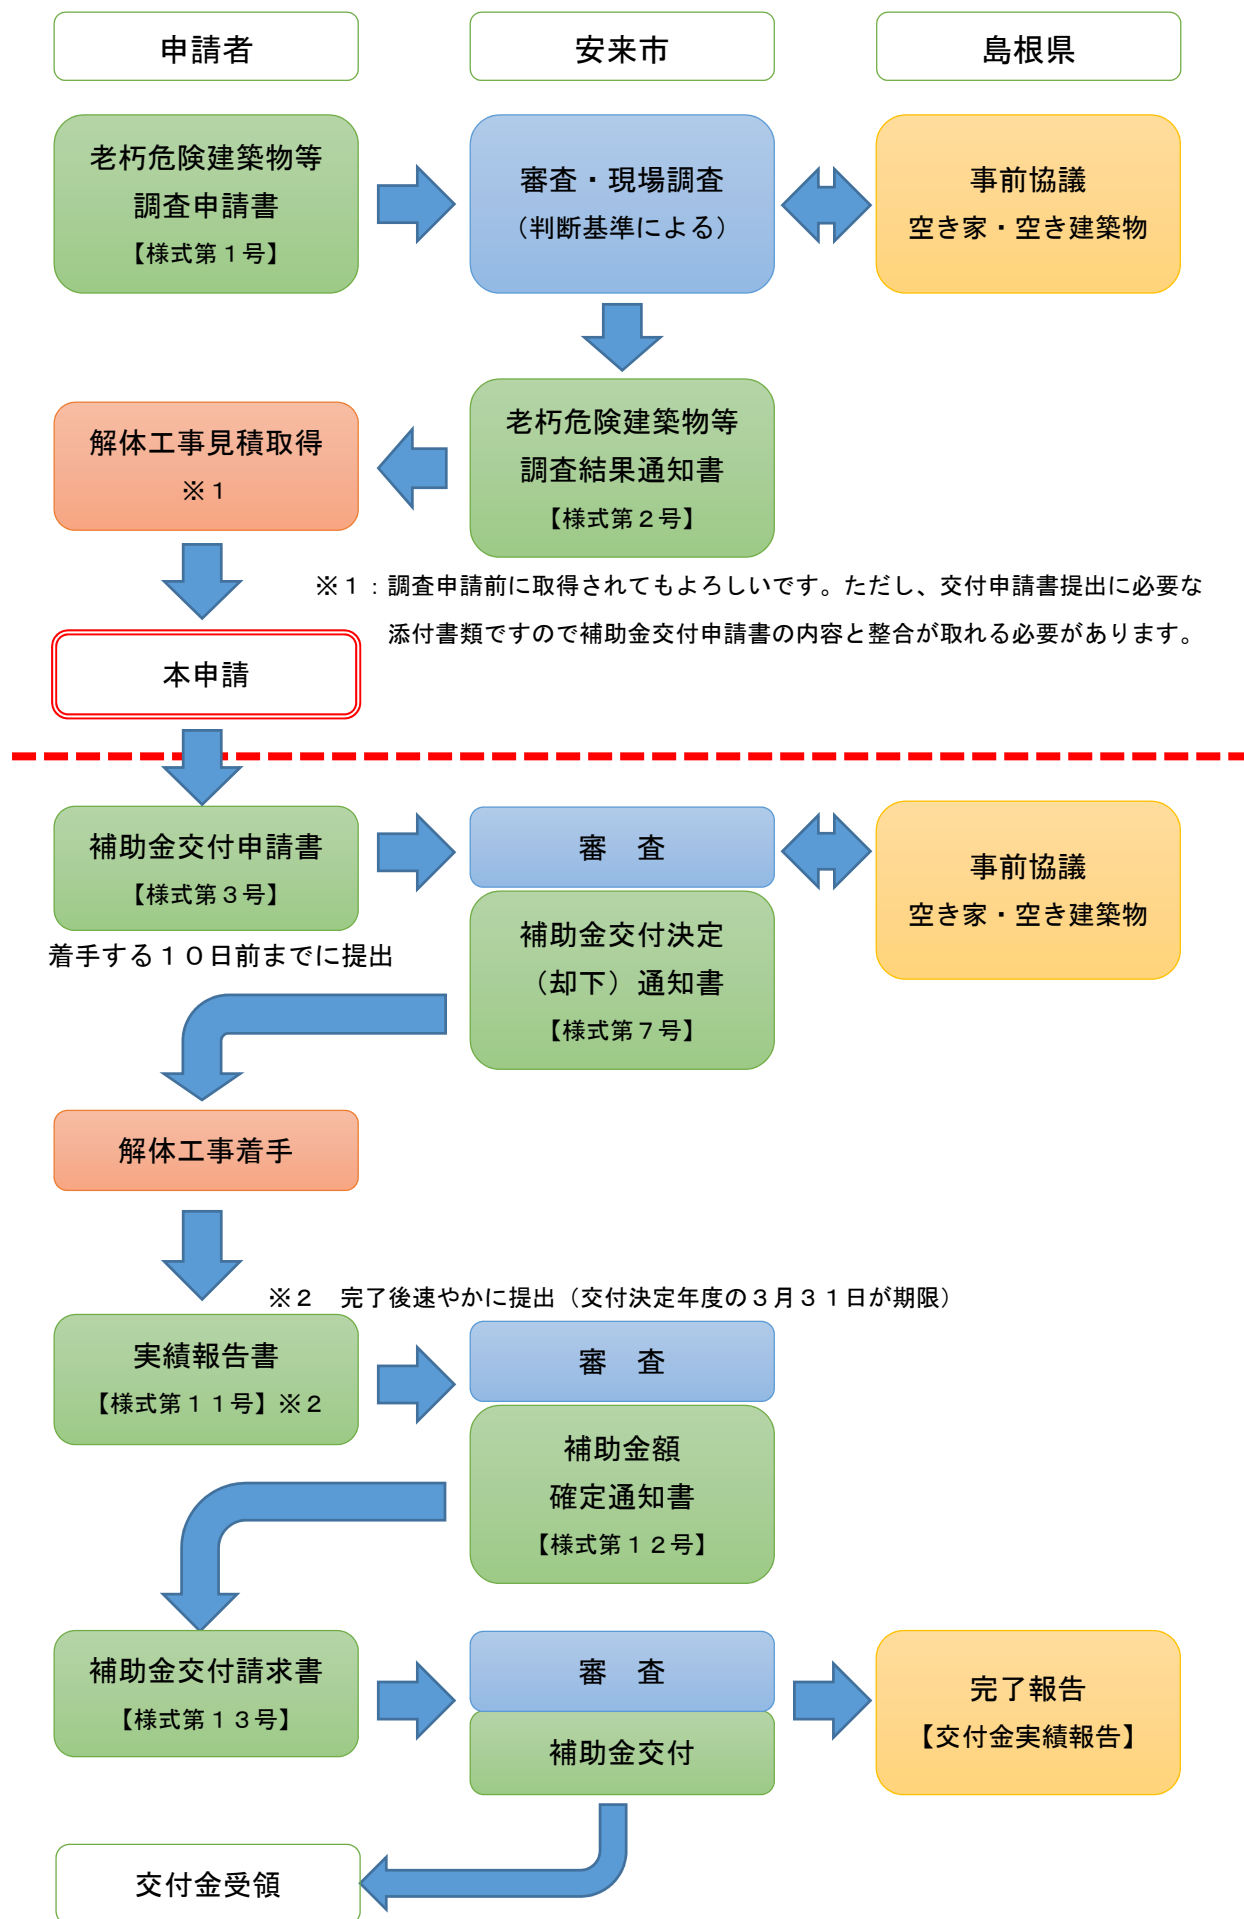 申請者
安来市
島根県
老朽危険建築物等
調査申請書
【様式第１号】
審査・現場調査
（判断基準による）
事前協議
空き家・空き建築物
老朽危険建築物等
調査結果通知書
【様式第２号】
解体工事見積取得
※１
※１：調査申請前に取得されてもよろしいです。ただし、交付申請書提出に必要な
添付書類ですので補助金交付申請書の内容と整合が取れる必要があります。
本申請
補助金交付申請書
【様式第３号】
着手する１０日前までに提出
審　査
事前協議
空き家・空き建築物
補助金交付決定
（却下）通知書
【様式第７号】
解体工事着手
※２　完了後速やかに提出（交付決定年度の３月３１日が期限）
実績報告書
【様式第１１号】※２
審　査
補助金額
確定通知書
【様式第１２号】
補助金交付請求書
【様式第１３号】
審　査
補助金交付
完了報告
【交付金実績報告】
交付金受領